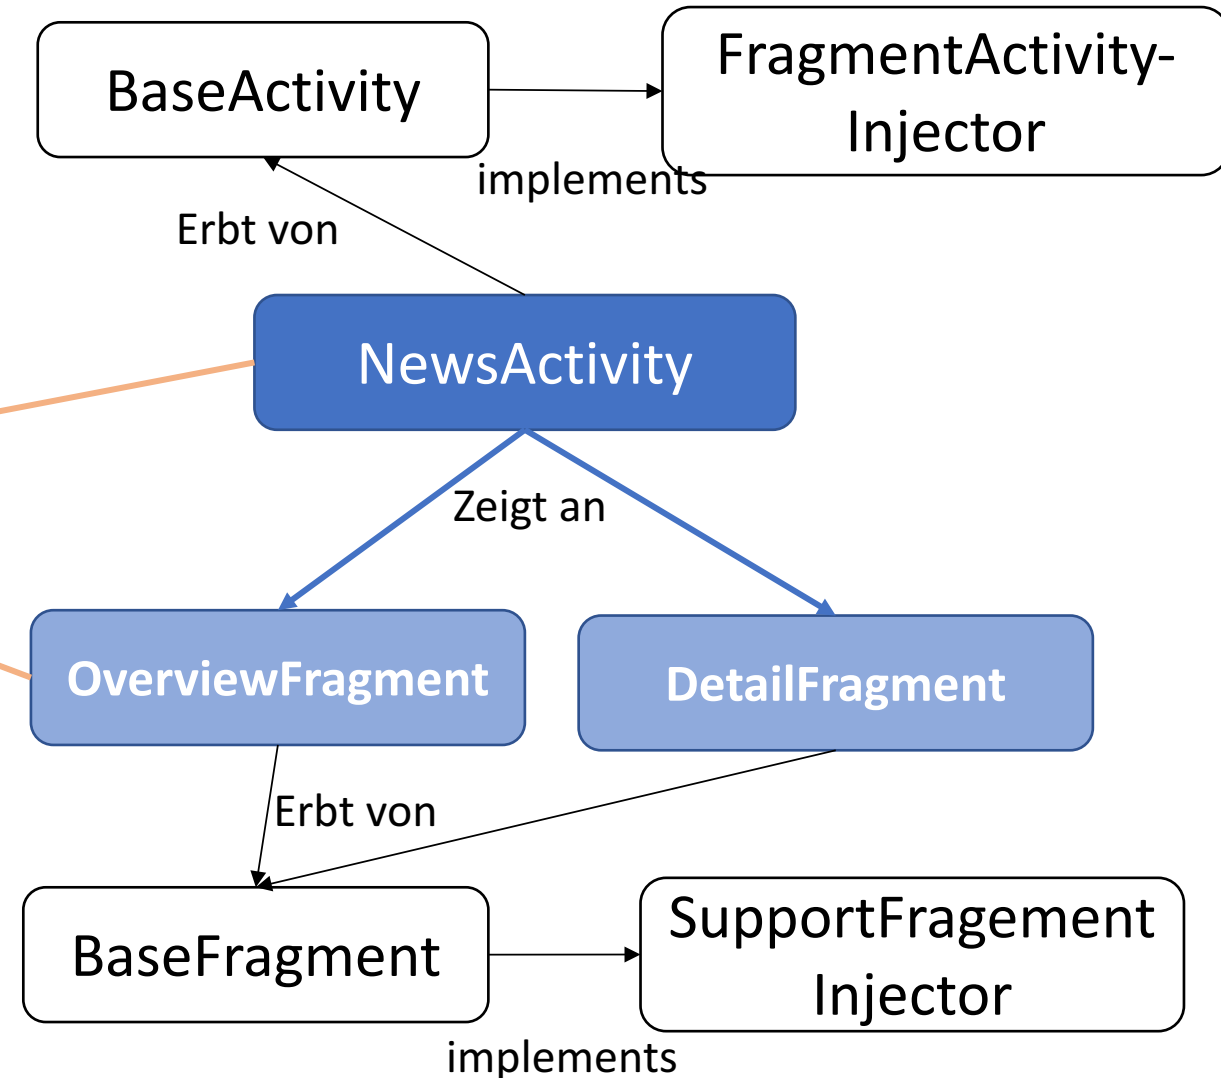 BaseActivity
FragmentActivity-
Injector
implements
Erbt von
NewsActivity
Zeigt an
OverviewFragment
DetailFragment
Erbt von
BaseFragment
SupportFragement
Injector
implements